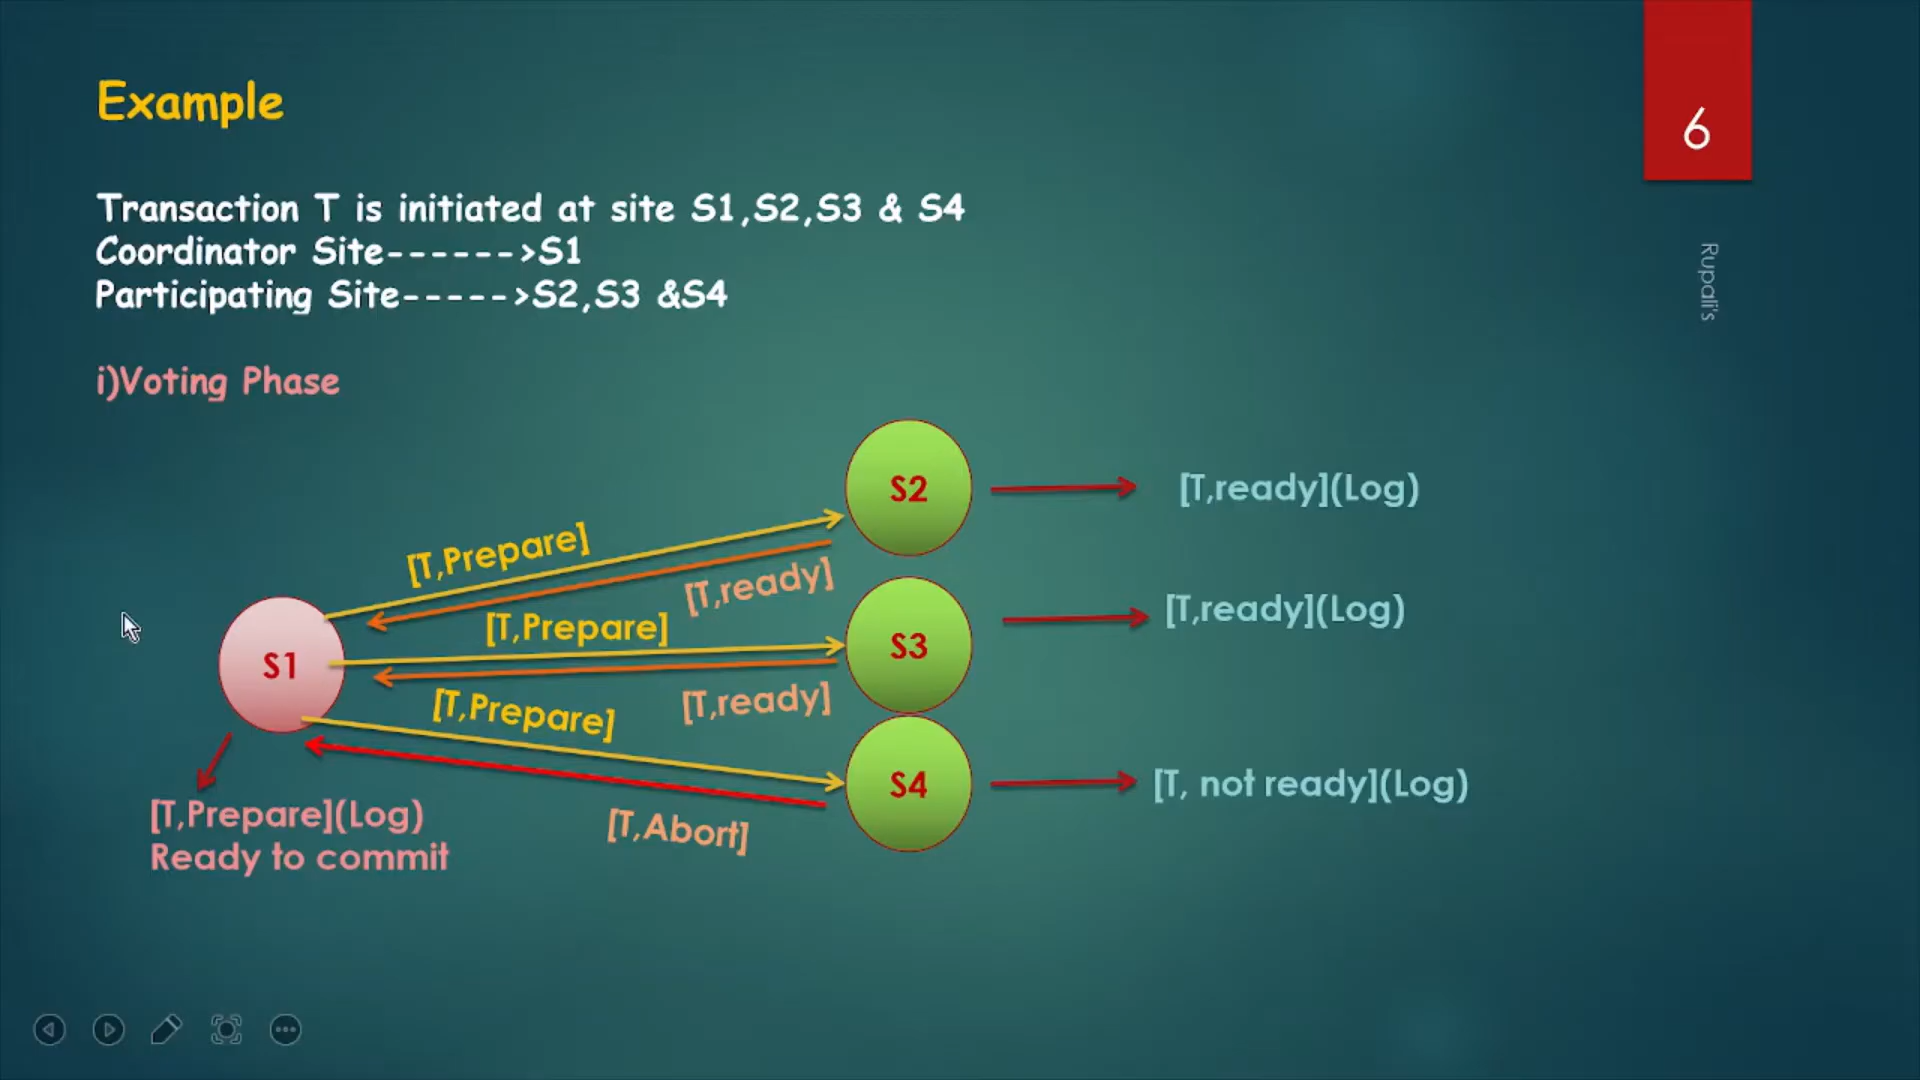 Example
6
Transaction T is initiated at site S1,S2,S3 & S4
Coordinator Site------>S1
Participating Site----->S2,S3 &S4
Rupali's
i)Voting Phase
S2
[T,ready](Log)
[T,Prepare]
[T,ready]
[T,Prepare]
S3
[T,ready](Log)
S1
[T,Prepare]
[T,ready]
S4
[T, not ready](Log)
[T,Prepare](Log)
Ready to commit
[T,Abort]